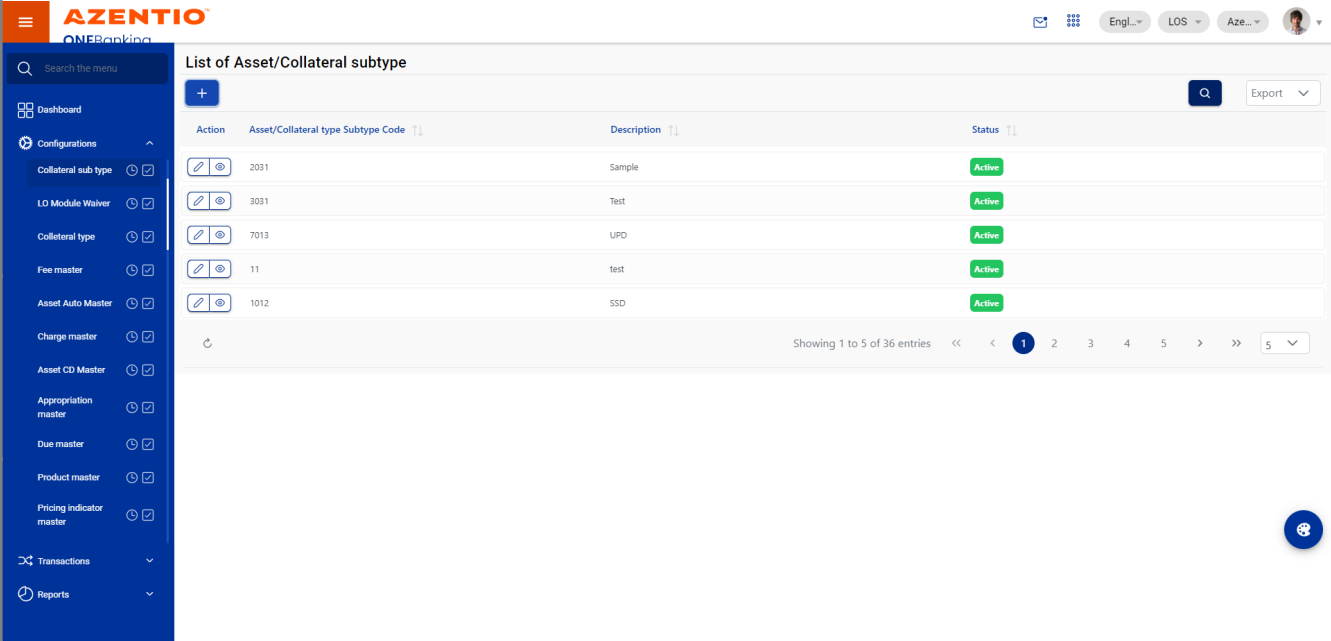 AZENTIO™
ONEBanking
Engl...
LOS
Aze...
Search the menu
Dashboard
Configurations
Collateral sub type
LO Module Waiver
Colleteral type
Fee master
Asset Auto Master
Charge master
Asset CD Master
Appropriation
master
Due master
Product master
Pricing indicator
master
Transactions
Reports
List of Asset/Collateral subtype
+
Export
Action Asset/Collateral type Subtype Code Description Status
2031 Sample Active
3031 Test Active
7013 UPD Active
11 test Active
1012 SSD Active
Showing 1 to 5 of 36 entries << < 1 2 3 4 5 > >> 5